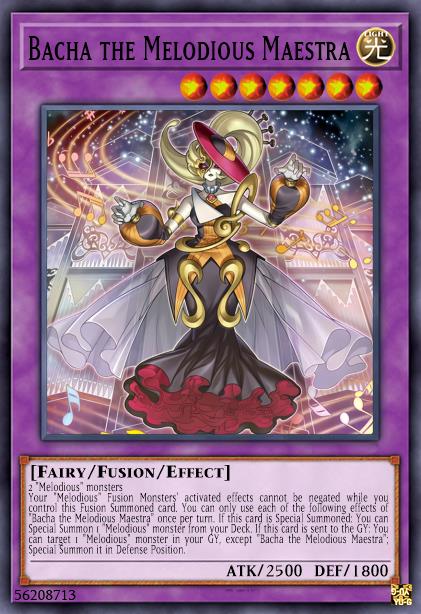 BACHA THE MELODIOUS MAESTRA
LIGHT
光
[FAIRY/FUSION/EFFECT]
2 "Melodious" monsters
Your "Melodious" Fusion Monsters' activated effects cannot be negated while you
control this Fusion Summoned card. You can only use each of the following effects of
"Bacha the Melodious Maestra" once per turn. If this card is Special Summoned: You can
Special Summon 1 "Melodious" monster from your Deck. If this card is sent to the GY: You
can target 1 "Melodious" monster in your GY, except "Bacha the Melodious Maestra";
Special Summon it in Defense Position.
ATK/2500 DEF/1800
56208713